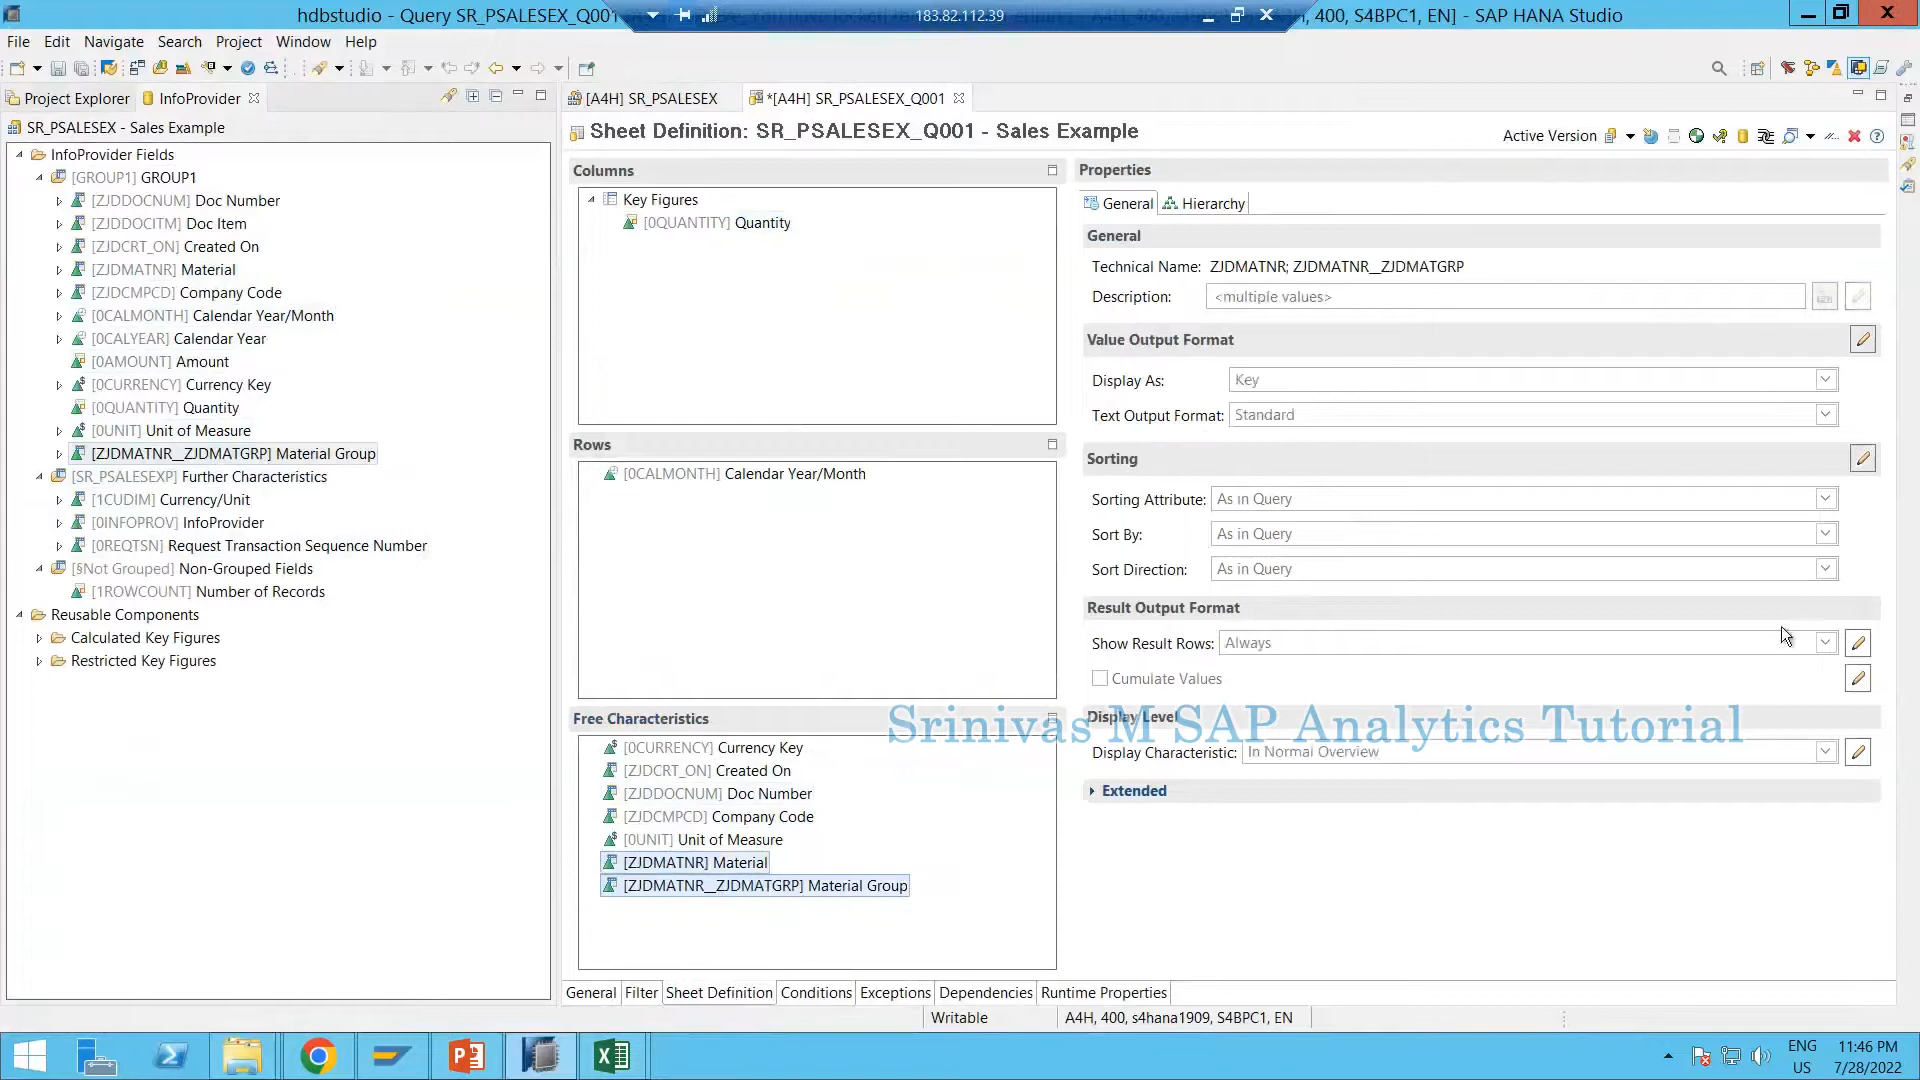 hdbstudio - Query SR_PSALESEX_Q001
183.82.112.39
A4H, 400, S4BPC1, EN] - SAP HANA Studio
File Edit Navigate Search Project Window Help
Project Explorer InfoProvider
SR_PSALESEX - Sales Example
InfoProvider Fields
[GROUP1] GROUP1
[ZJDDOCNUM] Doc Number
[ZJDDOCITM] Doc Item
[ZJDCRT_ON] Created On
[ZJDMATNR] Material
[ZJDCMPCD] Company Code
[0CALMONTH] Calendar Year/Month
[0CALYEAR] Calendar Year
[0AMOUNT] Amount
[0CURRENCY] Currency Key
[0QUANTITY] Quantity
[0UNIT] Unit of Measure
[ZJDMATNR__ZJDMATGRP] Material Group
[SR_PSALESEXP] Further Characteristics
[1CUDIM] Currency/Unit
[0INFOPROV] InfoProvider
[0REQTSN] Request Transaction Sequence Number
[§Not Grouped] Non-Grouped Fields
[1ROWCOUNT] Number of Records
Reusable Components
Calculated Key Figures
Restricted Key Figures
[A4H] SR_PSALESEX
*[A4H] SR_PSALESEX_Q001
Sheet Definition: SR_PSALESEX_Q001 - Sales Example
Active Version
Columns
Key Figures
[0QUANTITY] Quantity
Rows
[0CALMONTH] Calendar Year/Month
Free Characteristics
[0CURRENCY] Currency Key
[ZJDCRT_ON] Created On
[ZJDDOCNUM] Doc Number
[ZJDCMPCD] Company Code
[0UNIT] Unit of Measure
[ZJDMATNR] Material
[ZJDMATNR__ZJDMATGRP] Material Group
Properties
General Hierarchy
General
Technical Name: ZJDMATNR; ZJDMATNR__ZJDMATGRP
Description: <multiple values>
Value Output Format
Display As: Key
Text Output Format: Standard
Sorting
Sorting Attribute: As in Query
Sort By: As in Query
Sort Direction: As in Query
Result Output Format
Show Result Rows: Always
Cumulate Values
Display Level
Srinivas M SAP Analytics Tutorial
Display Characteristic: In Normal Overview
Extended
General Filter Sheet Definition Conditions Exceptions Dependencies Runtime Properties
Writable
A4H, 400, s4hana1909, S4BPC1, EN
ENG
US
11:46 PM
7/28/2022